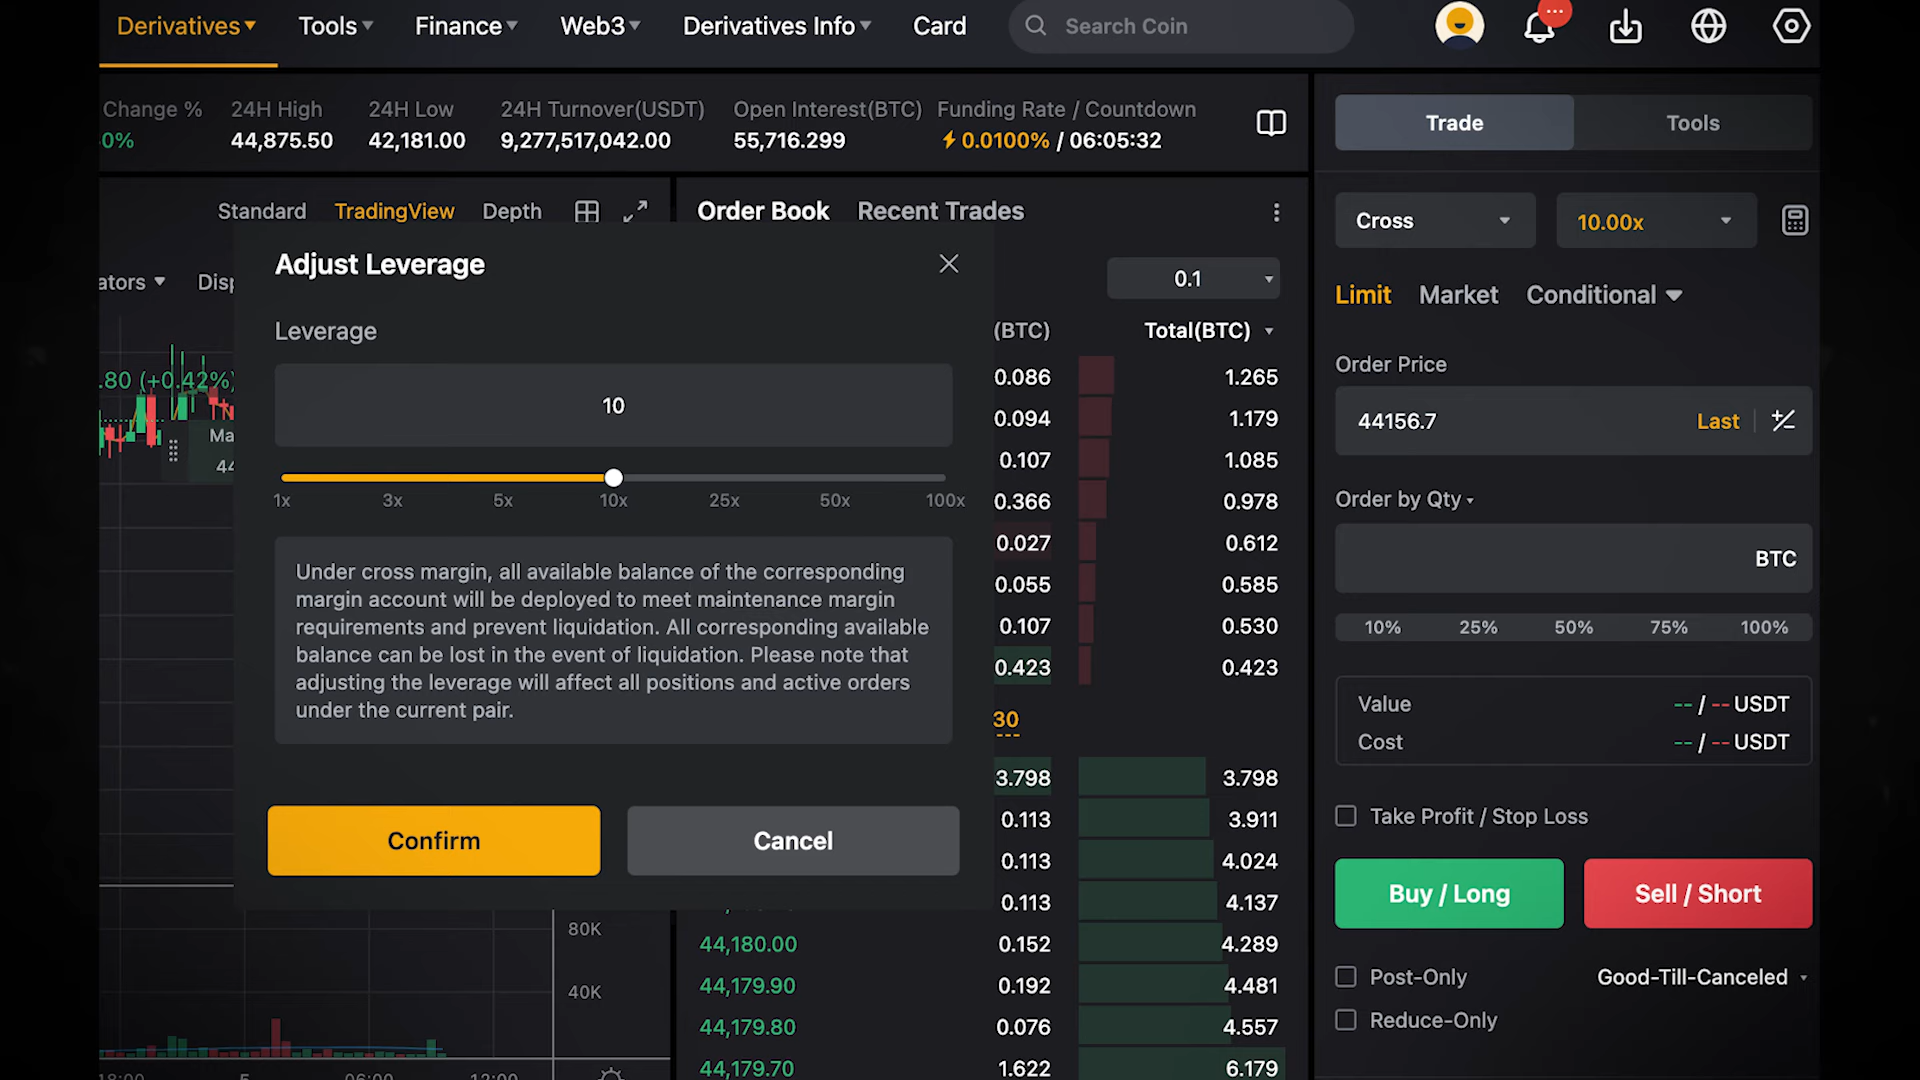 Derivatives Tools Finance Web3 Derivatives Info Card Search Coin
Change % 24H High 24H Low 24H Turnover(USDT) Open Interest(BTC) Funding Rate / Countdown
0% 44,875.50 42,181.00 9,277,517,042.00 55,716.299 0.0100% / 06:05:32
Trade Tools
Standard TradingView Depth Order Book Recent Trades
Cross 10.00x
Adjust Leverage
0.1
Limit Market Conditional
Leverage
(BTC) Total(BTC)
Order Price
.80 (+0.42%)
10
44156.7 Last
1x 3x 5x 10x 25x 50x 100x
Order by Qty
BTC
10% 25% 50% 75% 100%
Under cross margin, all available balance of the corresponding
margin account will be deployed to meet maintenance margin
requirements and prevent liquidation. All corresponding available
balance can be lost in the event of liquidation. Please note that
adjusting the leverage will affect all positions and active orders
under the current pair.
0.086 1.265
0.094 1.179
0.107 1.085
0.366 0.978
0.027 0.612
0.055 0.585
0.107 0.530
0.423 0.423
30
3.798 3.798
0.113 3.911
0.113 4.024
0.113 4.137
44,180.00 0.152 4.289
44,179.90 0.192 4.481
44,179.80 0.076 4.557
44,179.70 1.622 6.179
Confirm Cancel
Value -- / -- USDT
Cost -- / -- USDT
Take Profit / Stop Loss
Buy / Long Sell / Short
Post-Only Good-Till-Canceled
Reduce-Only
80K
40K
18:00 5 06:00 12:00